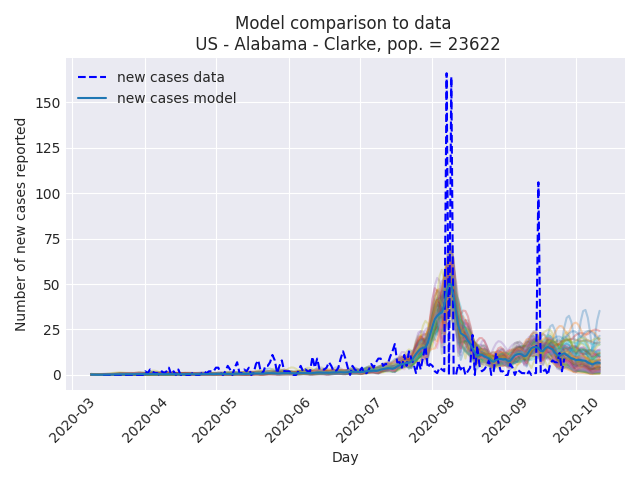 Model comparison to data
US - Alabama - Clarke, pop. = 23622
new cases data
new cases model
Number of new cases reported
150
125
100
75
50
25
0
2020-03
2020-04
2020-05
2020-06
2020-07
2020-08
2020-09
2020-10
Day